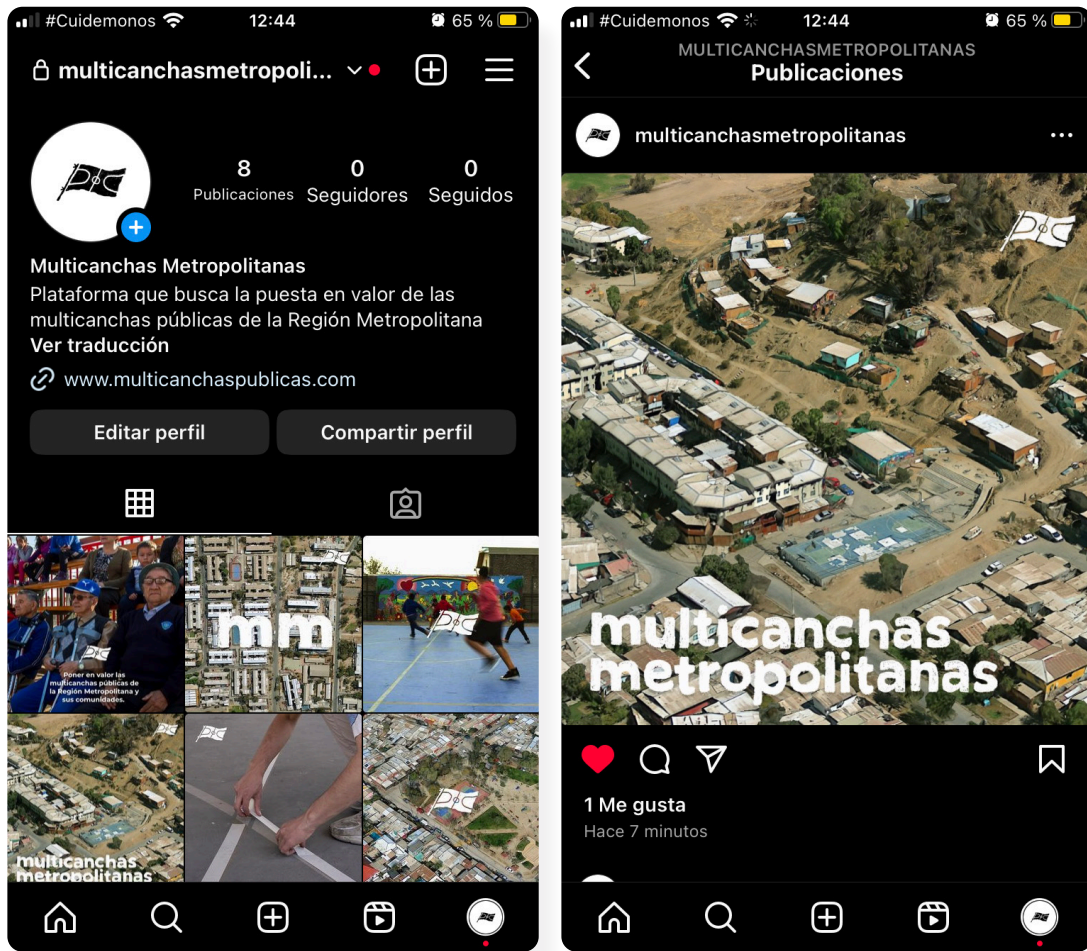 #Cuidemonos 12:44 65 %
multicanchasmetropoli...
8 0 0
Publicaciones Seguidores Seguidos
Multicanchas Metropolitanas
Plataforma que busca la puesta en valor de las
multicanchas públicas de la Región Metropolitana
Ver traducción
www.multicanchaspublicas.com
Editar perfil Compartir perfil
mm
Poner en valor las
multicanchas públicas de
la Región Metropolitana y
sus comunidades.
multicanchas
metropolitanas
#Cuidemonos 12:44 65 %
MULTICANCHASMETROPOLITANAS
Publicaciones
multicanchasmetropolitanas
multicanchas
metropolitanas
1 Me gusta
Hace 7 minutos